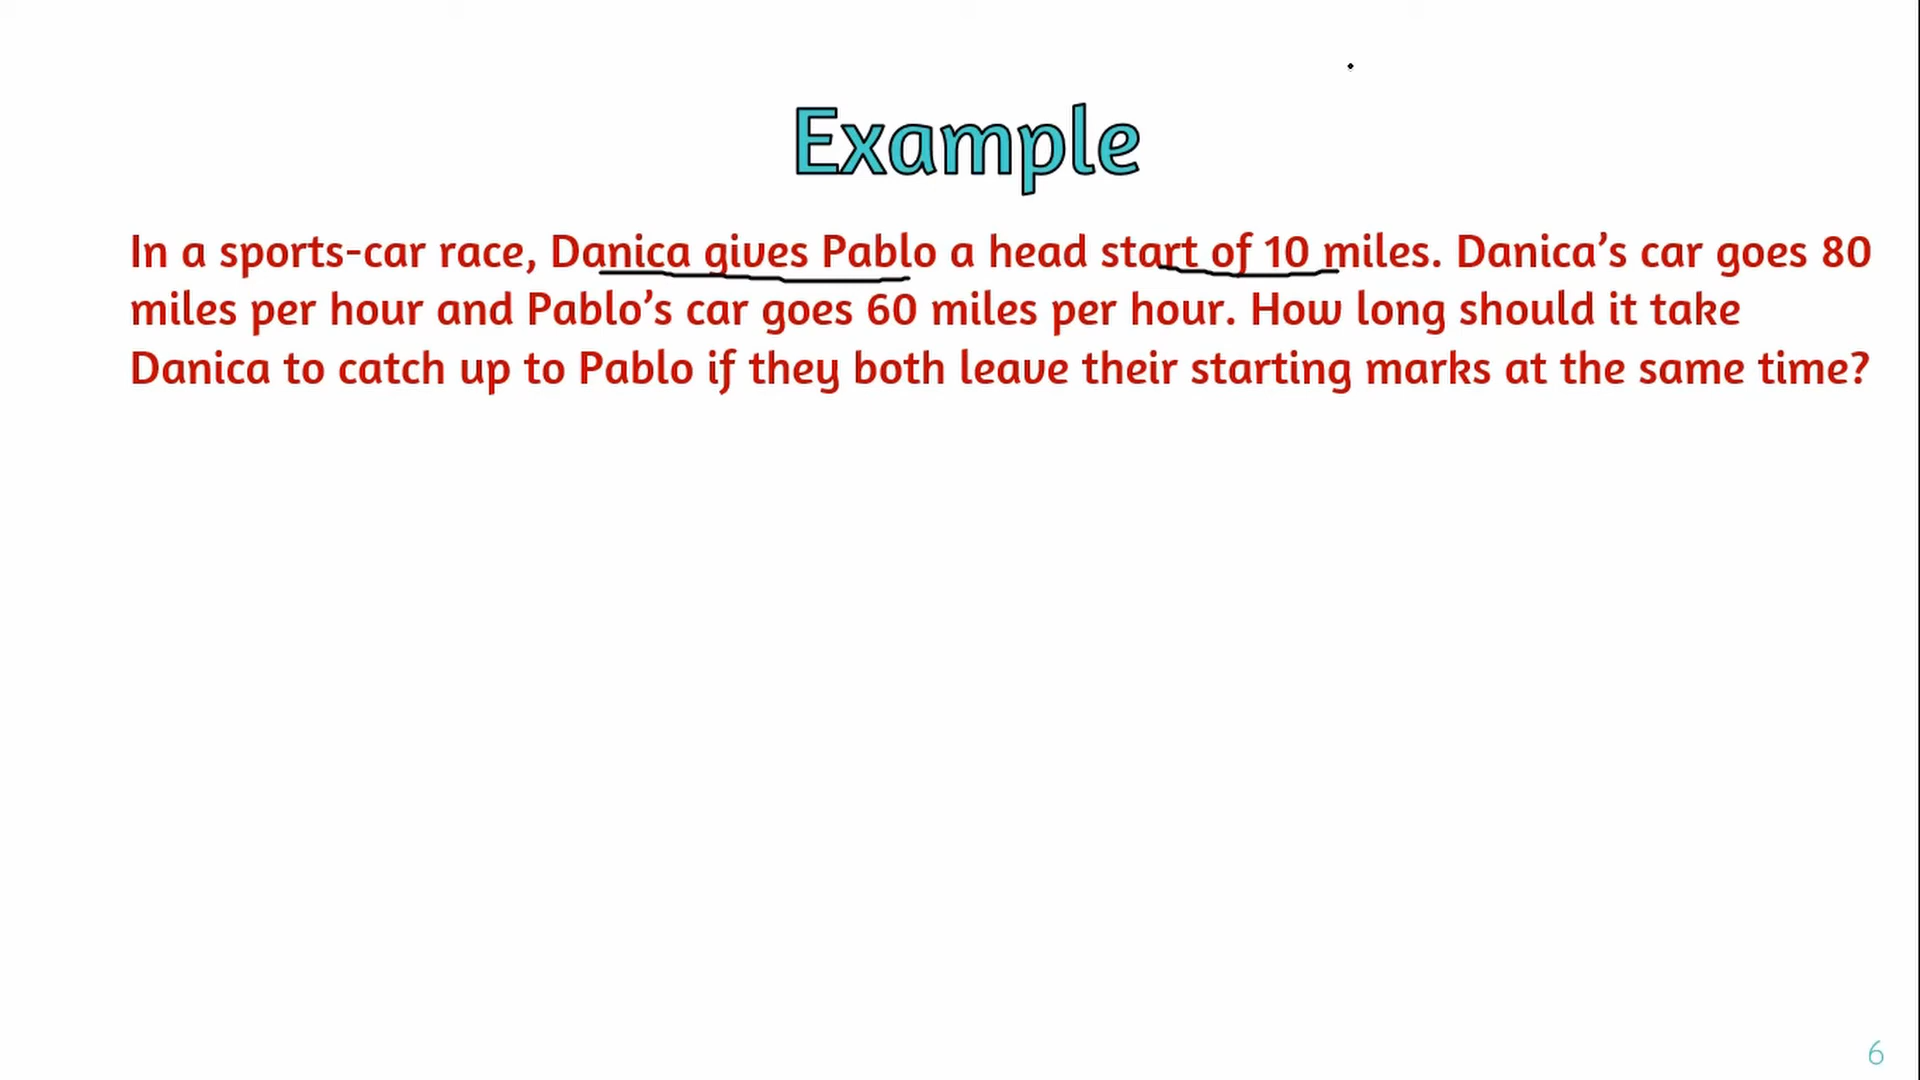 Example
In a sports-car race, Danica gives Pablo a head start of 10 miles. Danica’s car goes 80
miles per hour and Pablo’s car goes 60 miles per hour. How long should it take
Danica to catch up to Pablo if they both leave their starting marks at the same time?
6